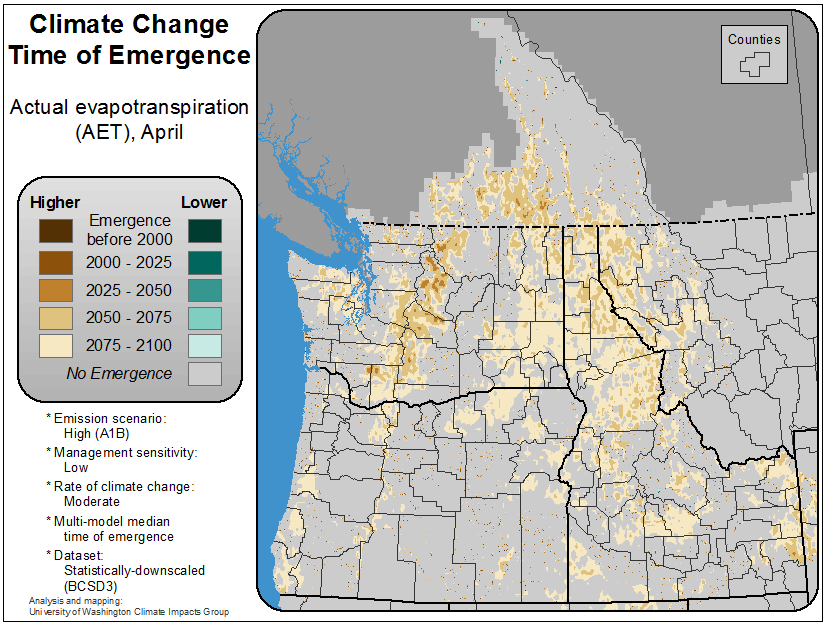 Climate Change
Time of Emergence
Actual evapotranspiration
(AET), April
Higher
Lower
Emergence
before 2000
2000 - 2025
2025 - 2050
2050 - 2075
2075 - 2100
No Emergence
* Emission scenario:
High (A1B)
* Management sensitivity:
Low
* Rate of climate change:
Moderate
* Multi-model median
time of emergence
* Dataset:
Statistically-downscaled
(BCSD3)
Analysis and mapping:
University of Washington Climate Impacts Group
Counties